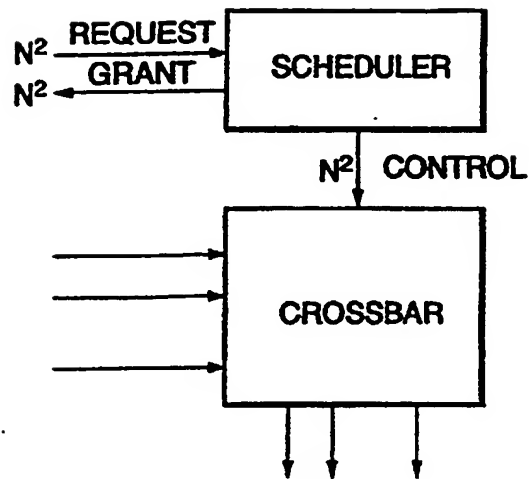 N² REQUEST
N² GRANT
SCHEDULER
N² CONTROL
CROSSBAR